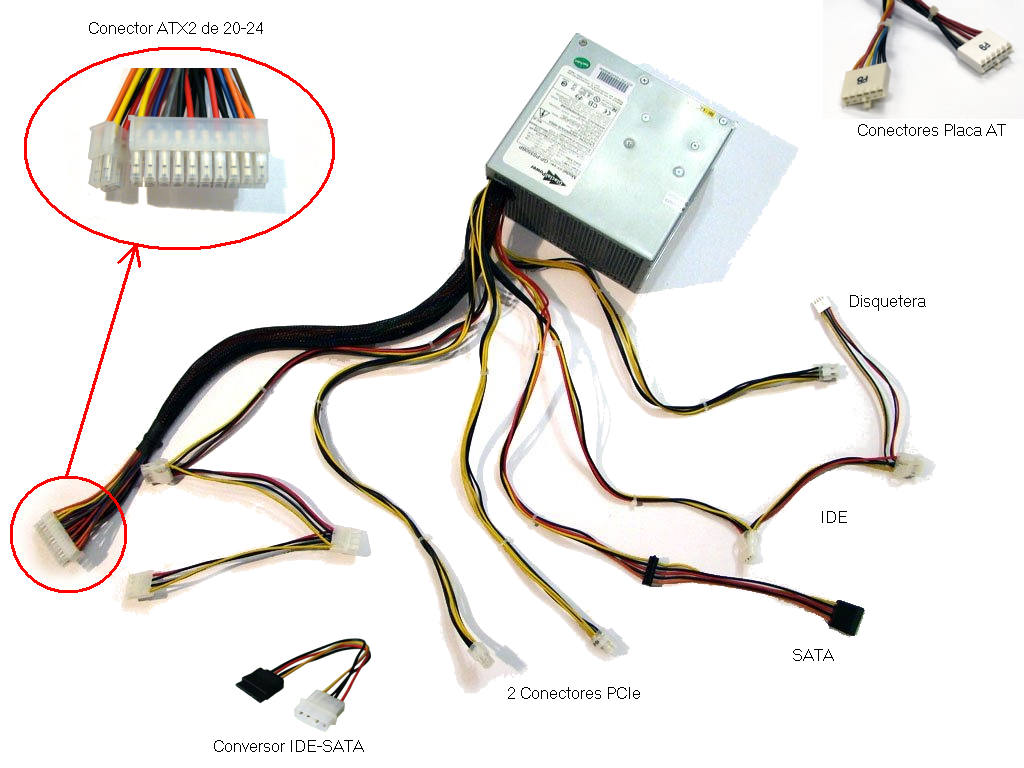 Conector ATX2 de 20-24
P8
P9
Conectores Placa AT
GlacialPower
Disquetera
IDE
SATA
2 Conectores PCIe
Conversor IDE-SATA